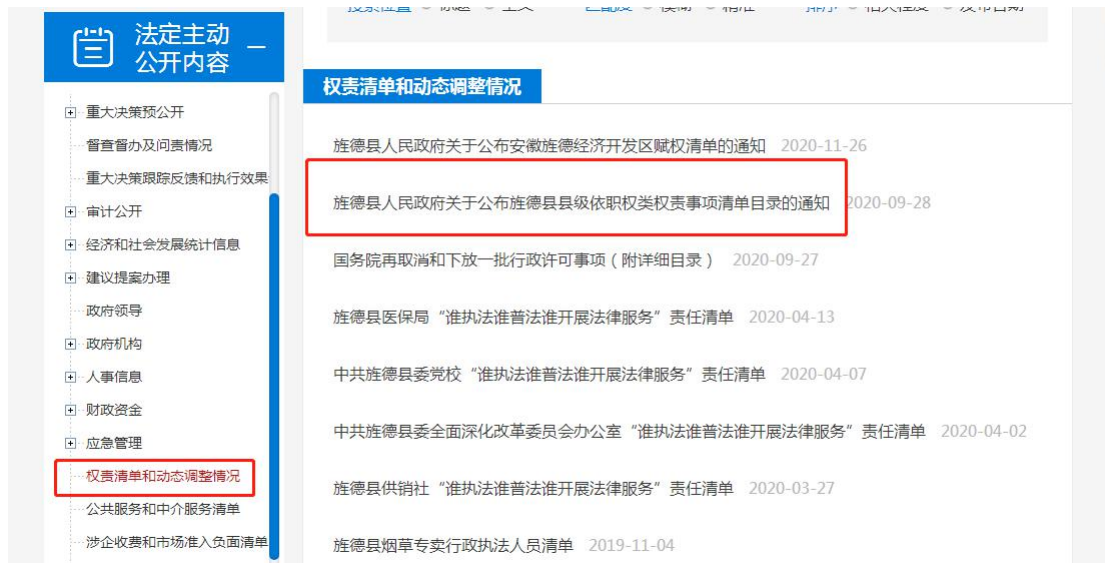 法定主动
公开内容
重大决策预公开
督查督办及问责情况
重大决策跟踪反馈和执行效果
审计公开
经济和社会发展统计信息
建议提案办理
政府领导
政府机构
人事信息
财政资金
应急管理
权责清单和动态调整情况
公共服务和中介服务清单
涉企收费和市场准入负面清单
权责清单和动态调整情况
旌德县人民政府关于公布安徽旌德经济开发区赋权清单的通知 2020-11-26
旌德县人民政府关于公布旌德县县级依职权类权责事项清单目录的通知 2020-09-28
国务院再取消和下放一批行政许可事项（附详细目录） 2020-09-27
旌德县医保局“谁执法谁普法谁开展法律服务”责任清单 2020-04-13
中共旌德县委党校“谁执法谁普法谁开展法律服务”责任清单 2020-04-07
中共旌德县委全面深化改革委员会办公室“谁执法谁普法谁开展法律服务”责任清单 2020-04-02
旌德县供销社“谁执法谁普法谁开展法律服务”责任清单 2020-03-27
旌德县烟草专卖行政执法人员清单 2019-11-04